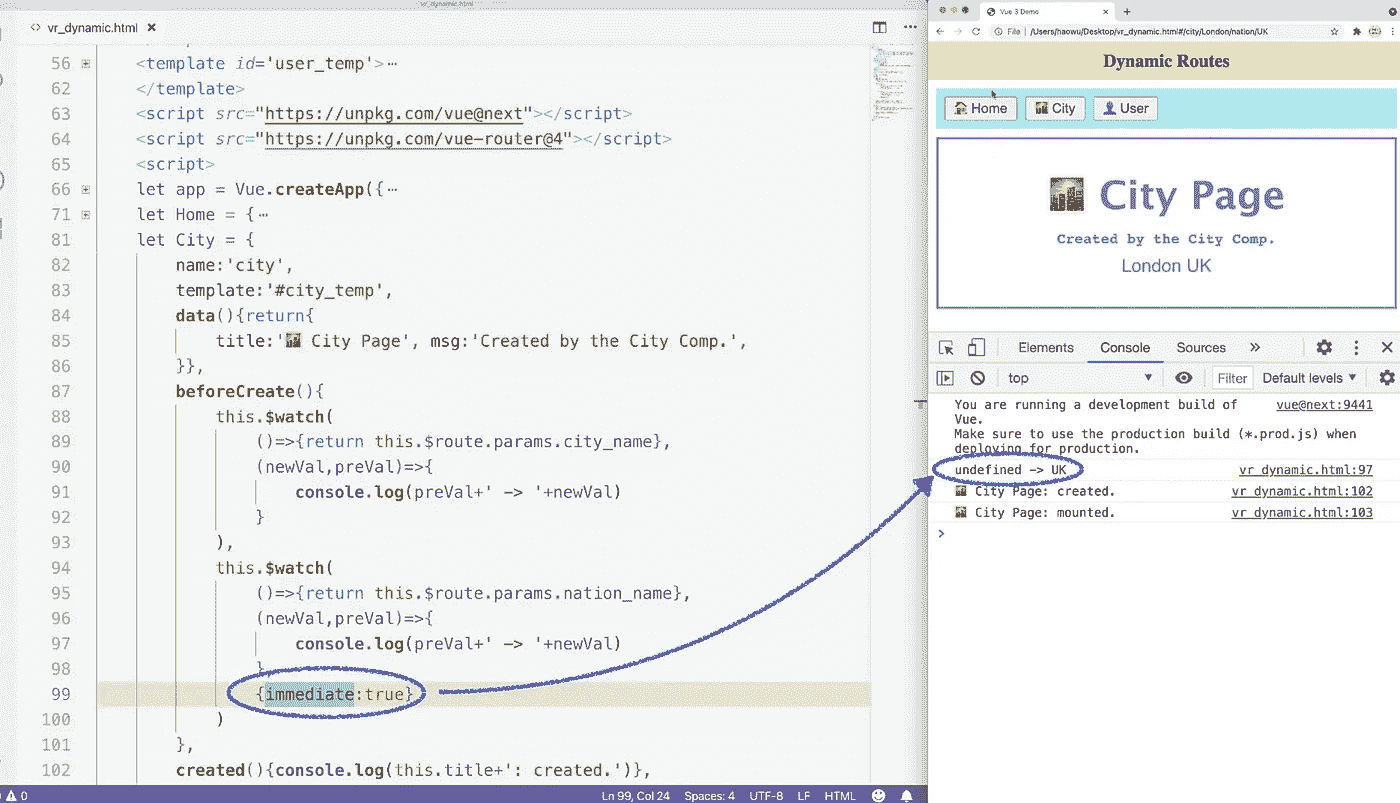 vr_dynamic.html
vr_dynamic.html ×
56 <template id='user_temp'>⋯
62 </template>
63 <script src="https://unpkg.com/vue@next"></script>
64 <script src="https://unpkg.com/vue-router@4"></script>
65 <script>
66 let app = Vue.createApp({⋯
71 let Home = {⋯
81 let City = {
82 name:'city',
83 template:'#city_temp',
84 data(){return{
85 title:'🏙 City Page', msg:'Created by the City Comp.',
86 }},
87 beforeCreate(){
88 this.$watch(
89 ()=>{return this.$route.params.city_name},
90 (newVal,preVal)=>{
91 console.log(preVal+' -> '+newVal)
92 }
93 ),
94 this.$watch(
95 ()=>{return this.$route.params.nation_name},
96 (newVal,preVal)=>{
97 console.log(preVal+' -> '+newVal)
98 },
99 {immediate:true}
100 )
101 },
102 created(){console.log(this.title+': created.')},
0 Ln 99, Col 24 Spaces: 4 UTF-8 LF HTML
Vue 3 Demo
File | /Users/haowu/Desktop/vr_dynamic.html#/city/London/nation/UK
Dynamic Routes
Home City User
City Page
Created by the City Comp.
London UK
Elements Console Sources »
top Filter Default levels
You are running a development build of Vue. vue@next:9441
Make sure to use the production build (*.prod.js) when
deploying for production.
undefined -> UK vr_dynamic.html:97
City Page: created. vr_dynamic.html:102
City Page: mounted. vr_dynamic.html:103